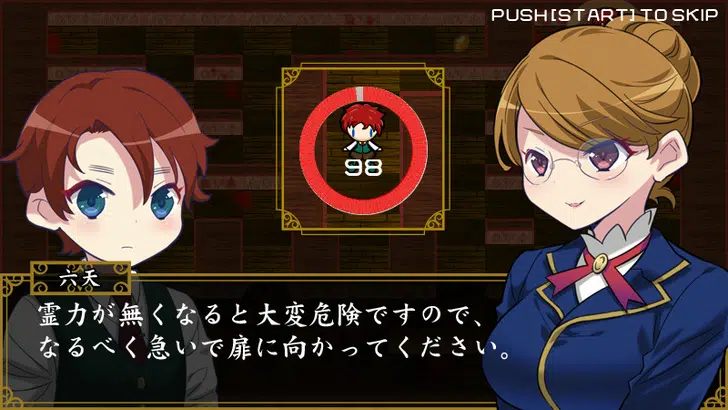 PUSH[START] TO SKIP
98
六天
霊力が無くなると大変危険ですので、
なるべく急いで扉に向かってください。